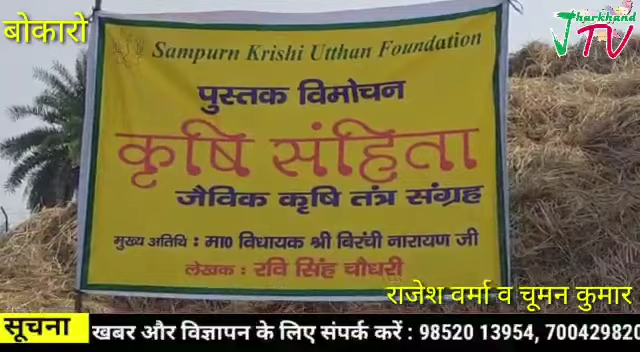 बोकारो
Jharkhand
JTV
Sampurn Krishi Utthan Foundation
पुस्तक विमोचन
कृषि संहिता
जैविक कृषि तंत्र संग्रह
मुख्य अतिथि : मा० विधायक श्री बिरंची नारायण जी
लेखक : रवि सिंह चौधरी
राजेश वर्मा व चूमन कुमार
सूचना खबर और विज्ञापन के लिए संपर्क करें : 98520 13954, 700429820